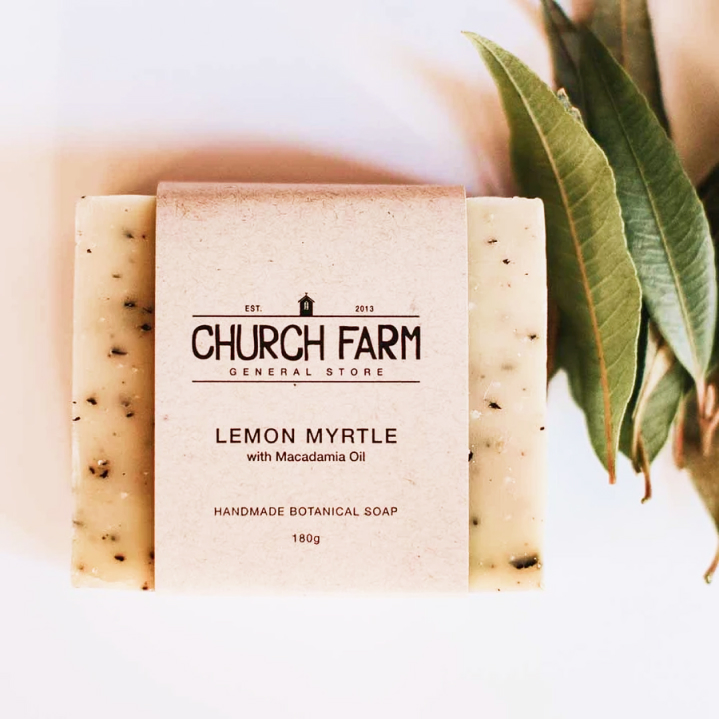 EST. 2013
CHURCH FARM
GENERAL STORE
LEMON MYRTLE
with Macadamia Oil
HANDMADE BOTANICAL SOAP
180g